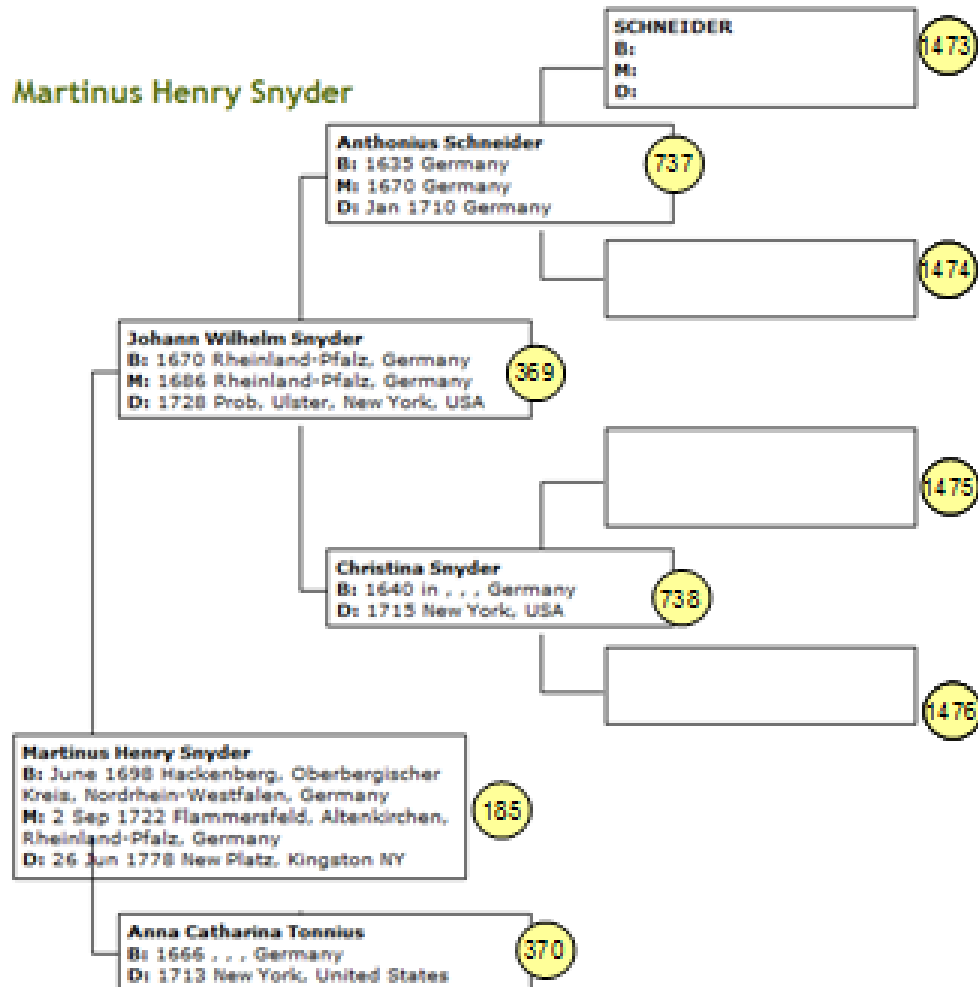 SCHNEIDER
B:
M:
D:
1473
Martinus Henry Snyder
Anthonius Schneider
B: 1635 Germany
M: 1670 Germany
D: Jan 1710 Germany
737
1474
Johann Wilhelm Snyder
B: 1670 Rheinland-Pfalz, Germany
M: 1686 Rheinland-Pfalz, Germany
D: 1728 Prob, Ulster, New York, USA
369
1475
Christina Snyder
B: 1640 in , , , Germany
D: 1715 New York, USA
738
1476
Martinus Henry Snyder
B: June 1698 Hackenberg, Oberbergischer
Kreis, Nordrhein-Westfalen, Germany
M: 2 Sep 1722 Flammersfeld, Altenkirchen,
Rheinland-Pfalz, Germany
D: 26 Jun 1778 New Platz, Kingston NY
185
Anna Catharina Tonnius
B: 1666 , , , Germany
D: 1713 New York, United States
370